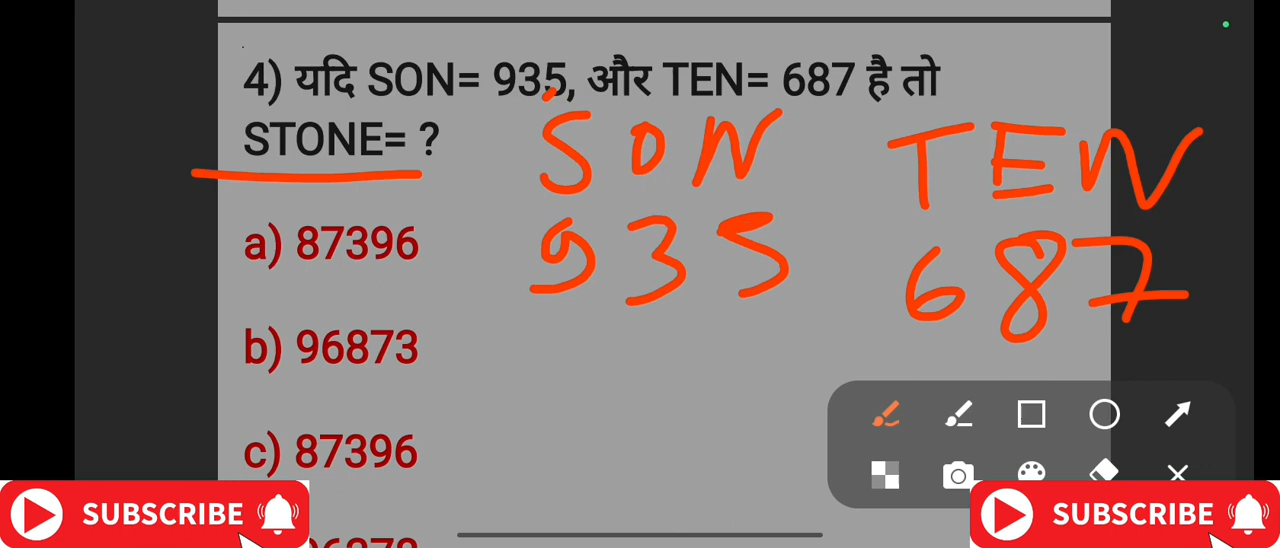 4) यदि SON= 935, और TEN= 687 है तो
STONE= ?
SON TEN
935 687
a) 87396
b) 96873
c) 87396
SUBSCRIBE SUBSCRIBE